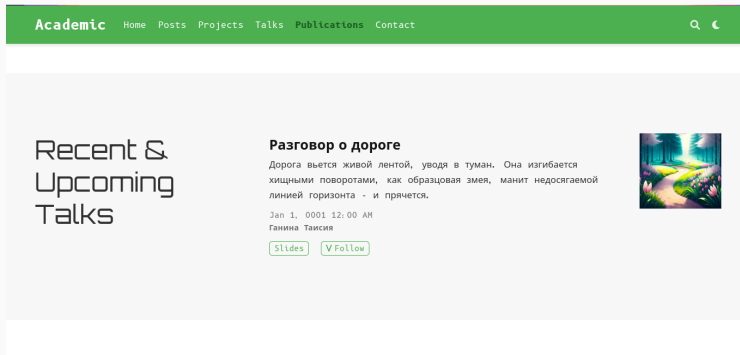 Academic Home Posts Projects Talks Publications Contact
Recent &
Upcoming
Talks
Разговор о дороге
Дорога вьется живой лентой, уводя в туман. Она изгибается
хищными поворотами, как образцовая змея, манит недосягаемой
линией горизонта - и прячется.
Jan 1, 0001 12:00 AM
Ганина Таисия
Slides V Follow